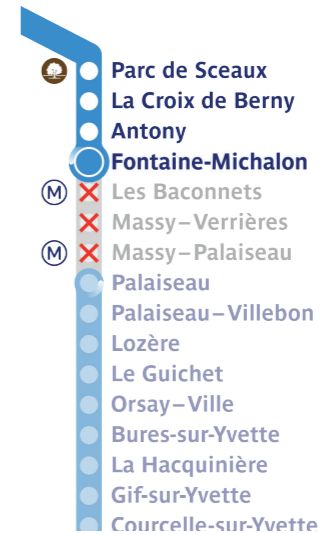 Parc de Sceaux
La Croix de Berny
Antony
Fontaine-Michalon
M Les Baconnets
Massy–Verrières
M Massy–Palaiseau
Palaiseau
Palaiseau–Villebon
Lozère
Le Guichet
Orsay–Ville
Bures-sur-Yvette
La Hacquinière
Gif-sur-Yvette
Courcelle-sur-Yvette